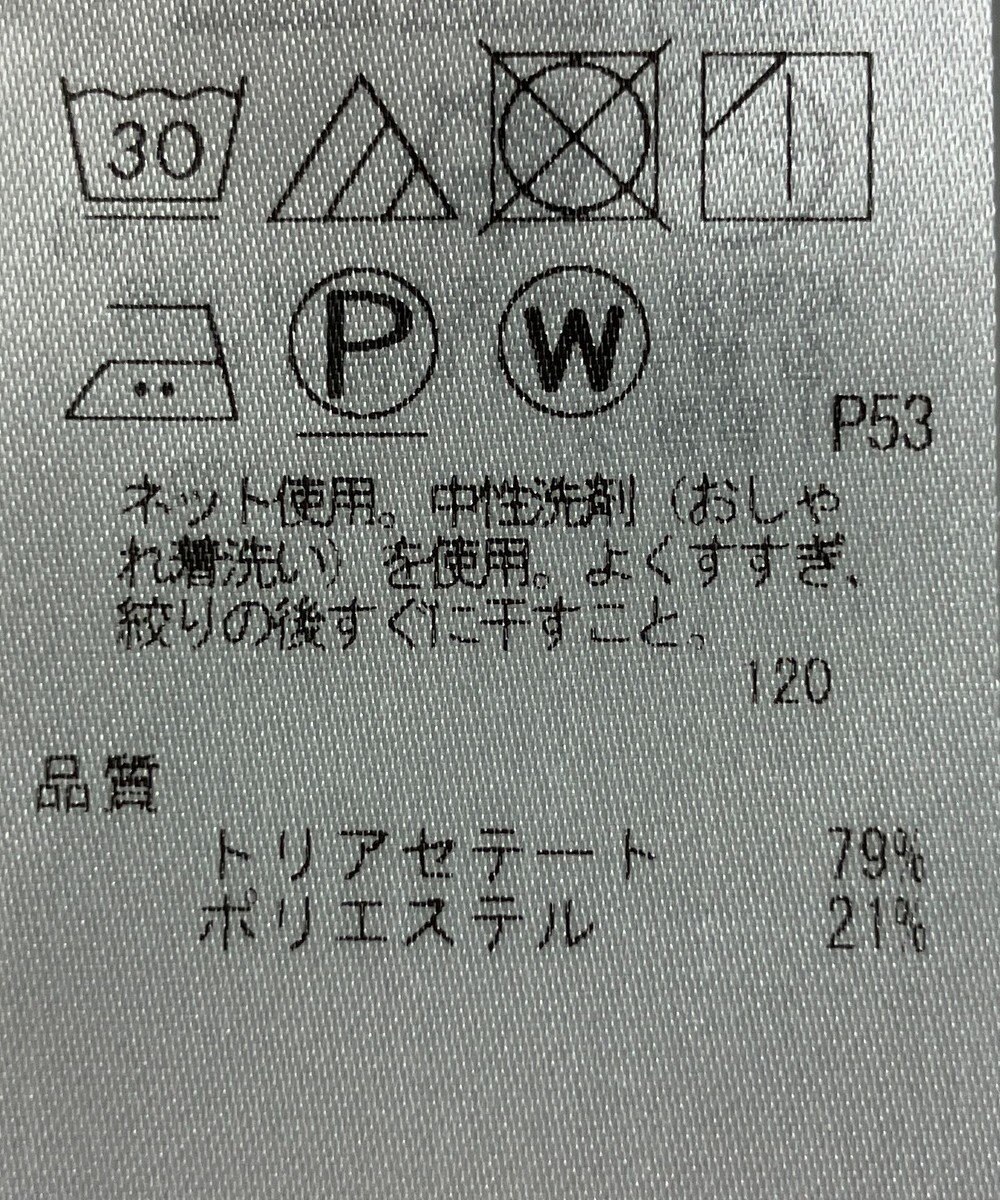 30
P W
P53
ネット使用。中性洗剤（おしゃ
れ着洗い）を使用。よくすすぎ、
絞りの後すぐに干すこと。
120
品質
トリアセテート 79%
ポリエステル 21%